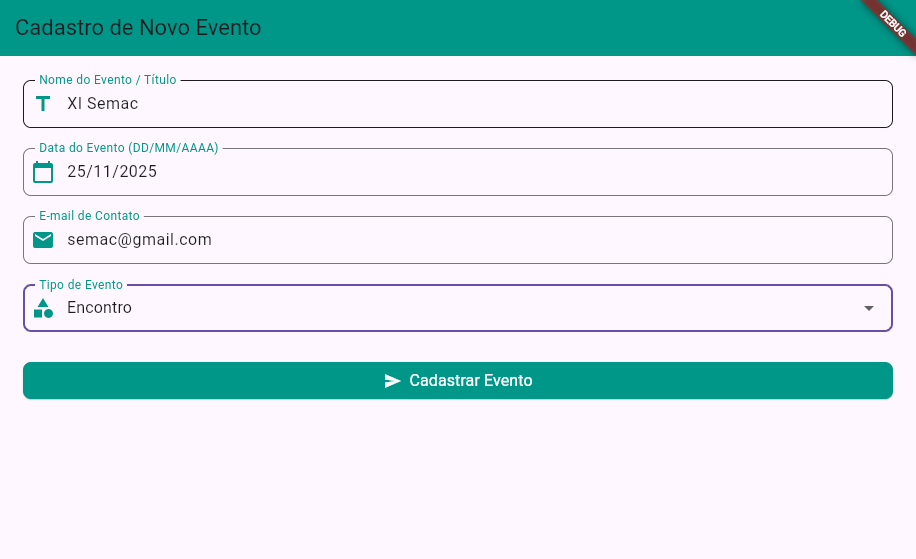 Cadastro de Novo Evento
DEBUG
Nome do Evento / Título
XI Semac
Data do Evento (DD/MM/AAAA)
25/11/2025
E-mail de Contato
semac@gmail.com
Tipo de Evento
Encontro
Cadastrar Evento